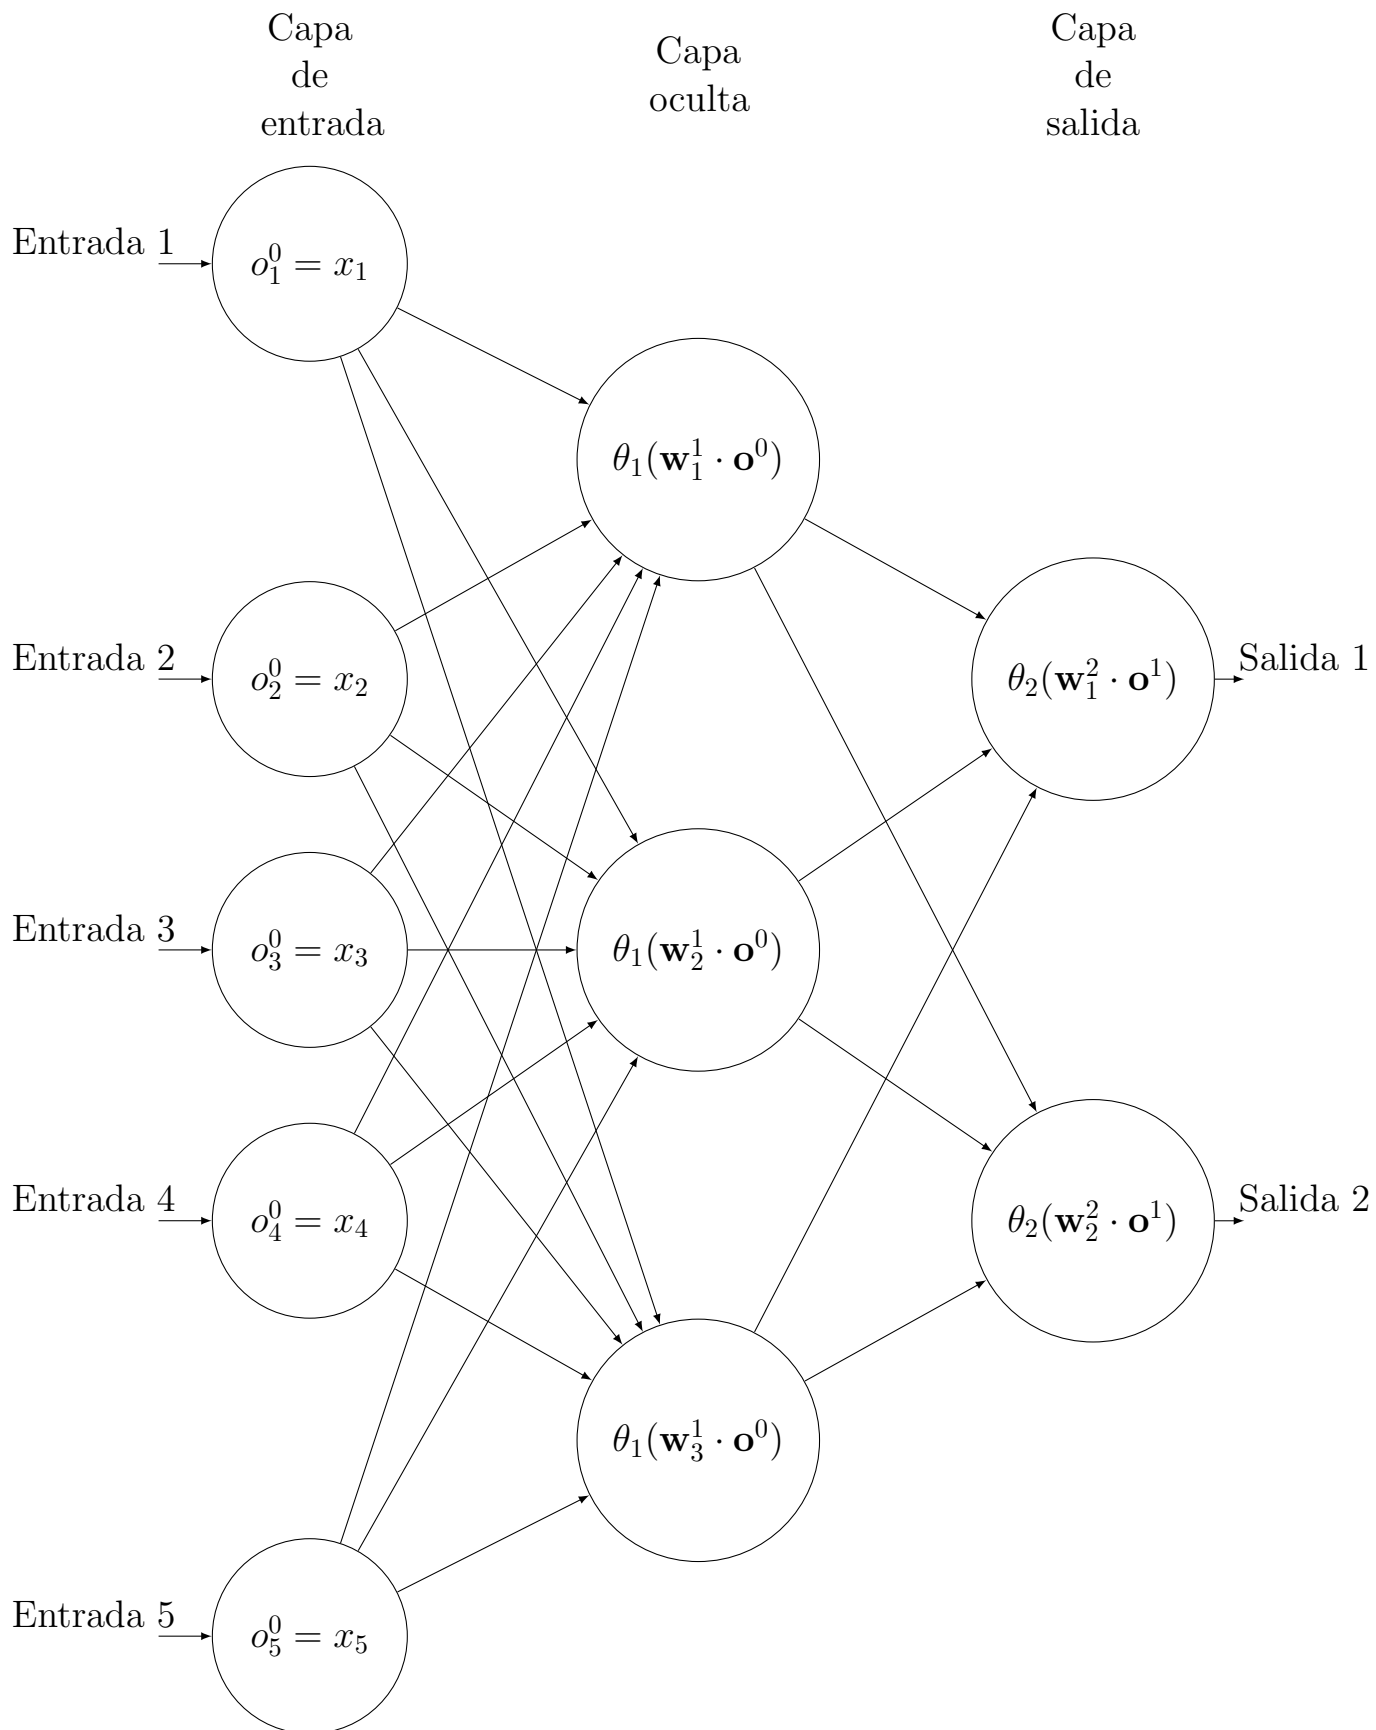 Capa
de
entrada
Capa
oculta
Capa
de
salida
Entrada 1
o₁⁰ = x₁
θ₁(𝐰₁¹ · 𝐨⁰)
Entrada 2
o₂⁰ = x₂
θ₂(𝐰₁² · 𝐨¹)
Salida 1
Entrada 3
o₃⁰ = x₃
θ₁(𝐰₂¹ · 𝐨⁰)
Entrada 4
o₄⁰ = x₄
θ₂(𝐰₂² · 𝐨¹)
Salida 2
θ₁(𝐰₃¹ · 𝐨⁰)
Entrada 5
o₅⁰ = x₅